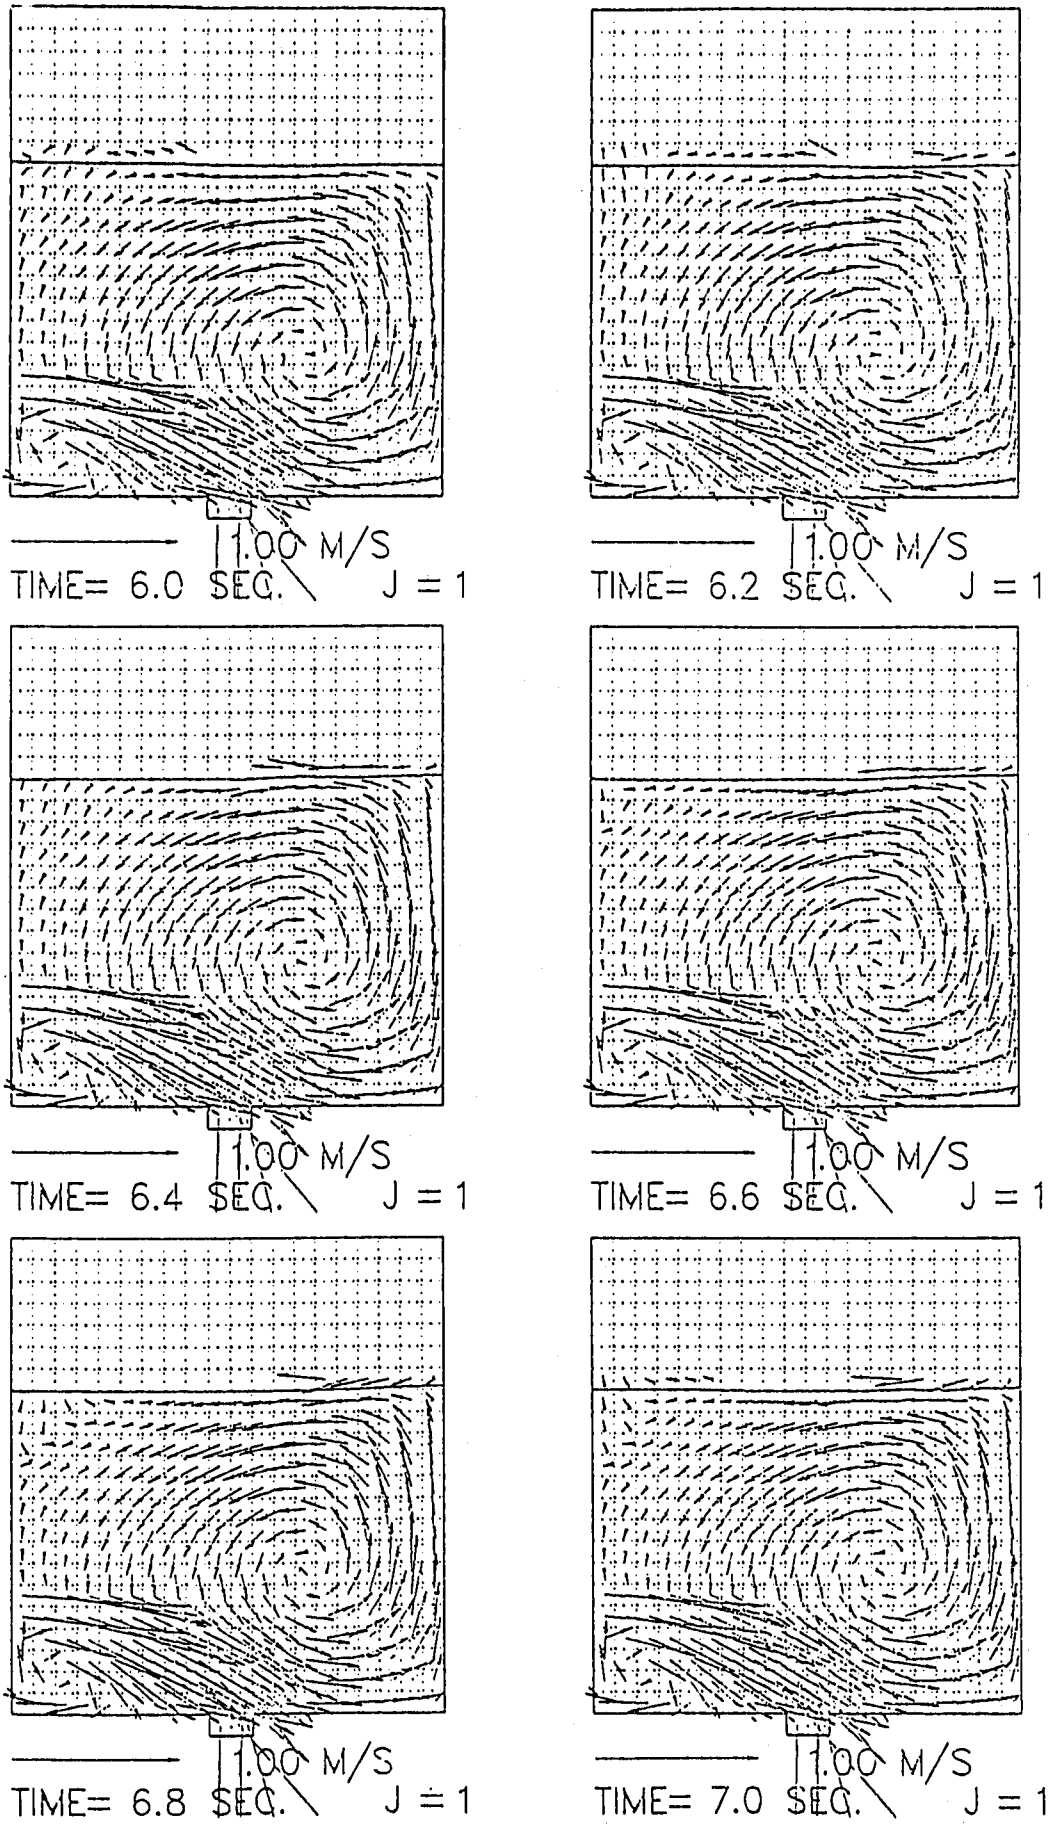 1.00 M/S
TIME= 6.0 SEC. J = 1
1.00 M/S
TIME= 6.2 SEC. J = 1
1.00 M/S
TIME= 6.4 SEC. J = 1
1.00 M/S
TIME= 6.6 SEC. J = 1
1.00 M/S
TIME= 6.8 SEC. J = 1
1.00 M/S
TIME= 7.0 SEC. J = 1